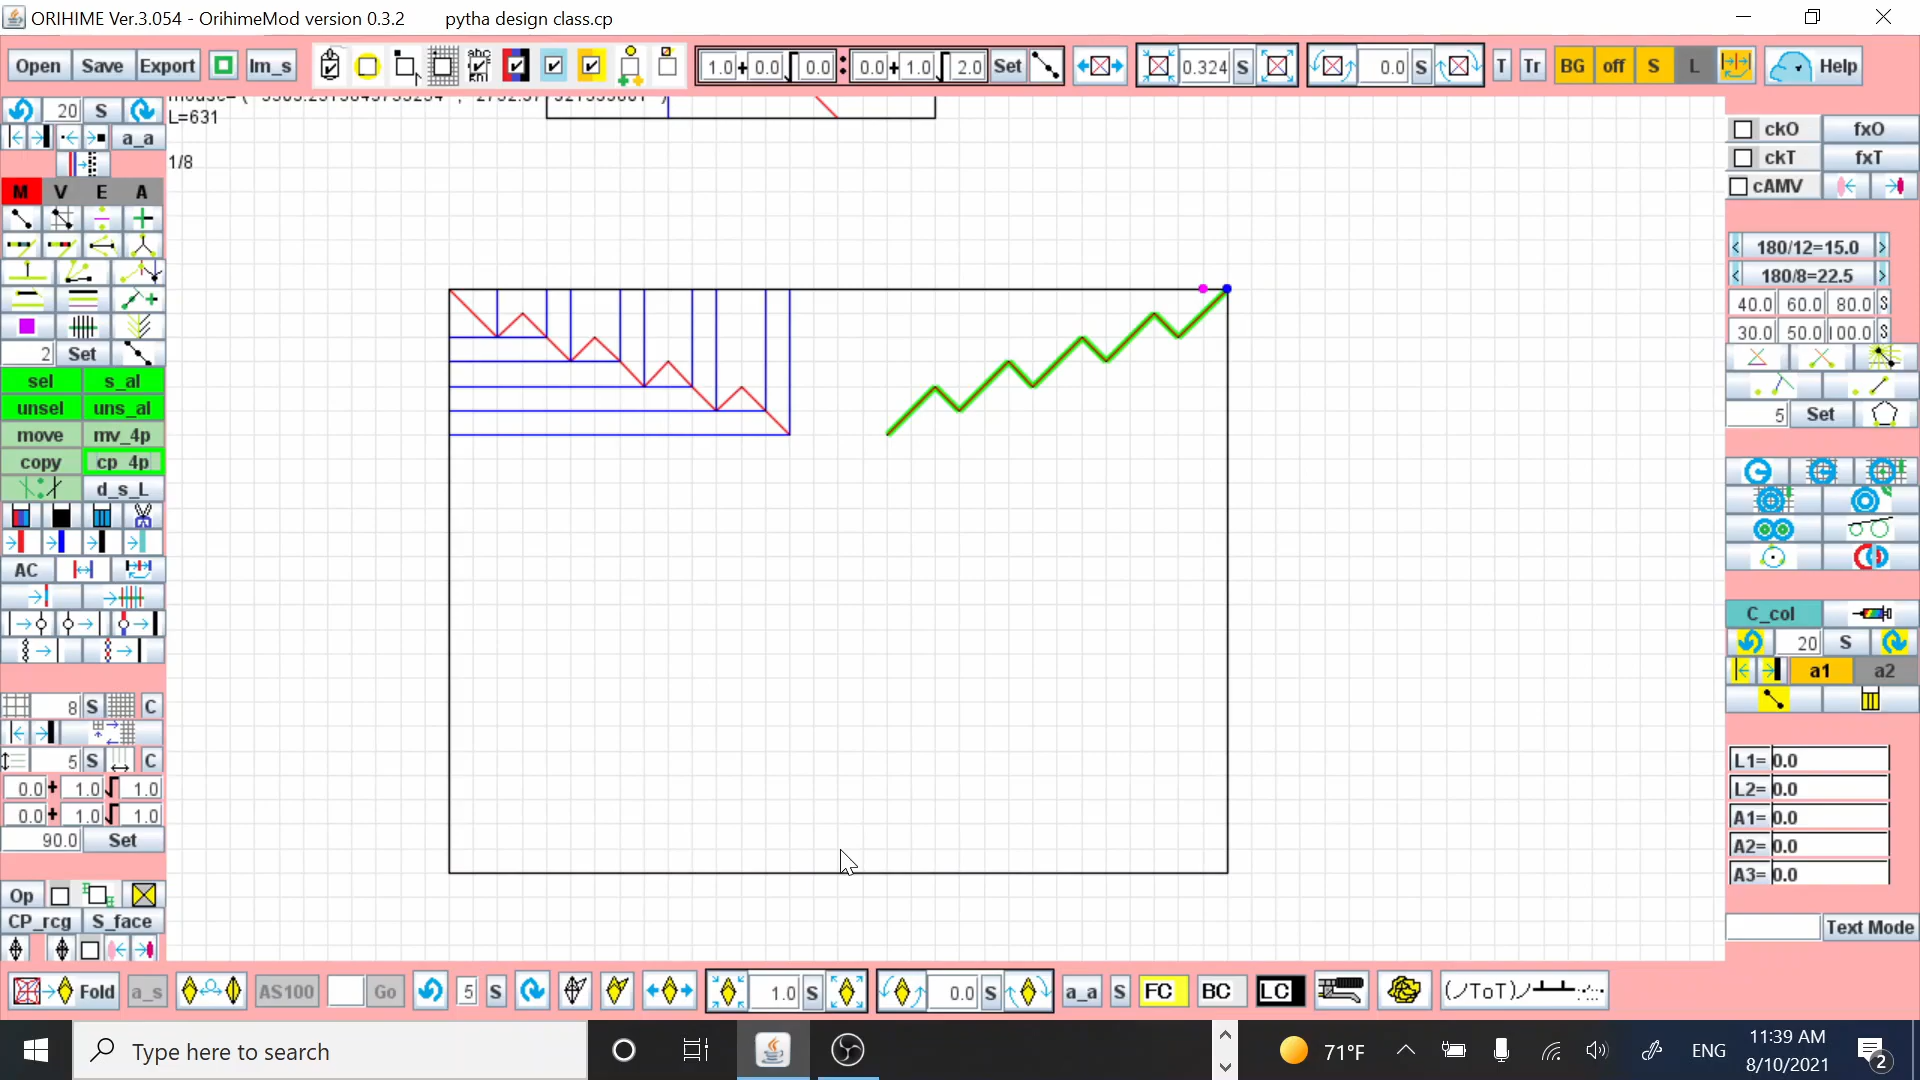 ORIHIME Ver.3.054 - OrihimeMod version 0.3.2 pytha design class.cp
Open Save Export Im_s 1.0 + 0.0 0.0 : 0.0 + 1.0 2.0 Set 0.324 S 0.0 S T Tr BG off S L Help
L=631
1/8
20 S
a_a
M V E A
2 Set
sel s_al
unsel uns_al
move mv_4p
copy cp_4p
d_s_L
AC
8 S C
5 S C
0.0 + 1.0 1.0
0.0 + 1.0 1.0
90.0 Set
Op
CP_rcg S_face
ckO fxO
ckT fxT
cAMV
< 180/12=15.0 >
< 180/8=22.5 >
40.0 60.0 80.0 S
30.0 50.0 100.0 S
5 Set
C_col
20 S
a1 a2
L1= 0.0
L2= 0.0
A1= 0.0
A2= 0.0
A3= 0.0
Text Mode
Fold a_s AS100 Go 5 S 1.0 S 0.0 S a_a S FC BC LC
Type here to search
71°F
ENG
11:39 AM
8/10/2021
2